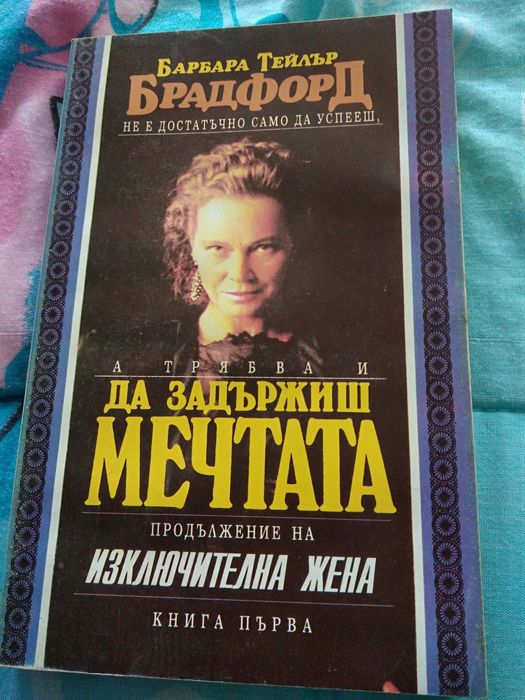 БАРБАРА ТЕЙЛЪР
БРАДФОРД
НЕ Е ДОСТАТЪЧНО САМО ДА УСПЕЕШ,
А ТРЯБВА И
ДА ЗАДЪРЖИШ
МЕЧТАТА
ПРОДЪЛЖЕНИЕ НА
ИЗКЛЮЧИТЕЛНА ЖЕНА
КНИГА ПЪРВА